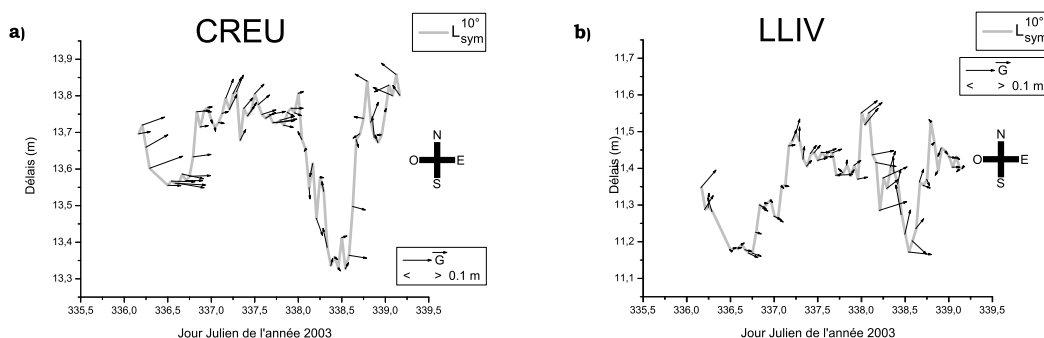 a)
CREU
L 10° sym
13,9
13,8
13,7
13,6
13,5
13,4
13,3
Délais (m)
N
O E
S
G
< > 0.1 m
335,5 336,0 336,5 337,0 337,5 338,0 338,5 339,0 339,5
Jour Julien de l'année 2003
b)
LLIV
L 10° sym
G
< > 0.1 m
11,7
11,6
11,5
11,4
11,3
11,2
11,1
Délais (m)
N
O E
S
335,5 336,0 336,5 337,0 337,5 338,0 338,5 339,0 339,5
Jour Julien de l'année 2003